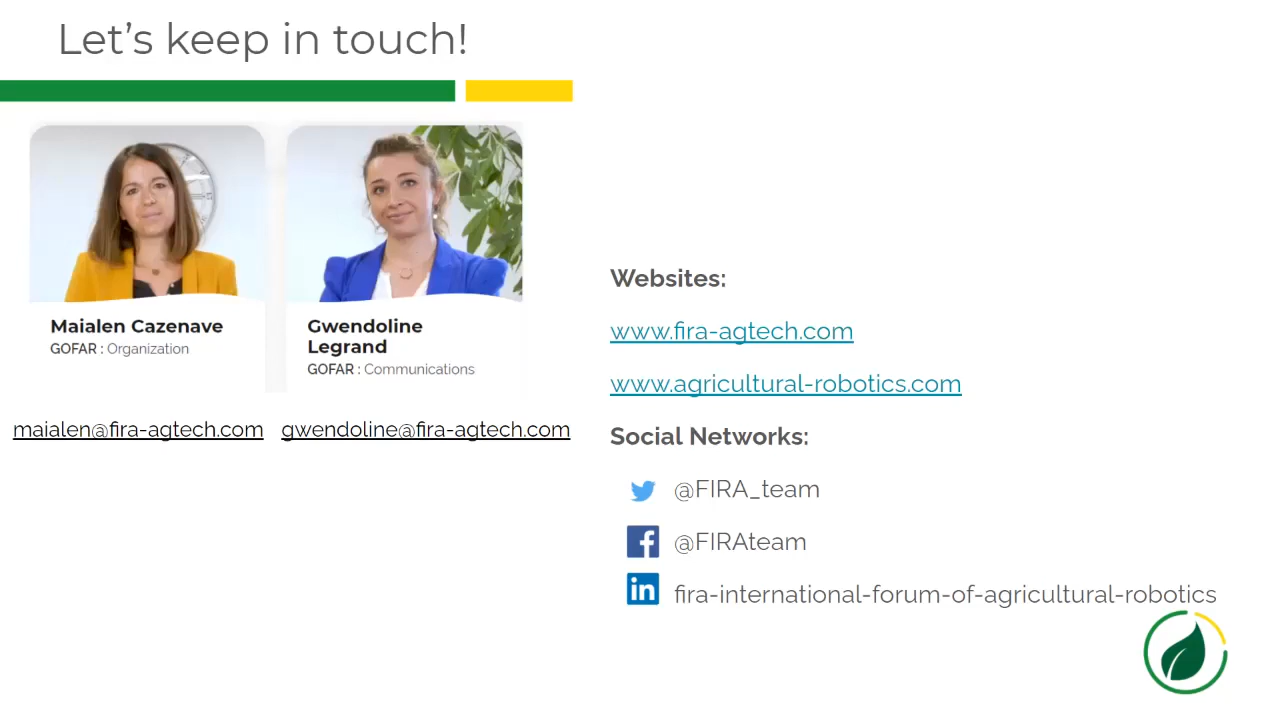 Let’s keep in touch!
Maialen Cazenave
GOFAR : Organization
Gwendoline
Legrand
GOFAR : Communications
maialen@fira-agtech.com
gwendoline@fira-agtech.com
Websites:
www.fira-agtech.com
www.agricultural-robotics.com
Social Networks:
@FIRA_team
@FIRAteam
in
fira-international-forum-of-agricultural-robotics